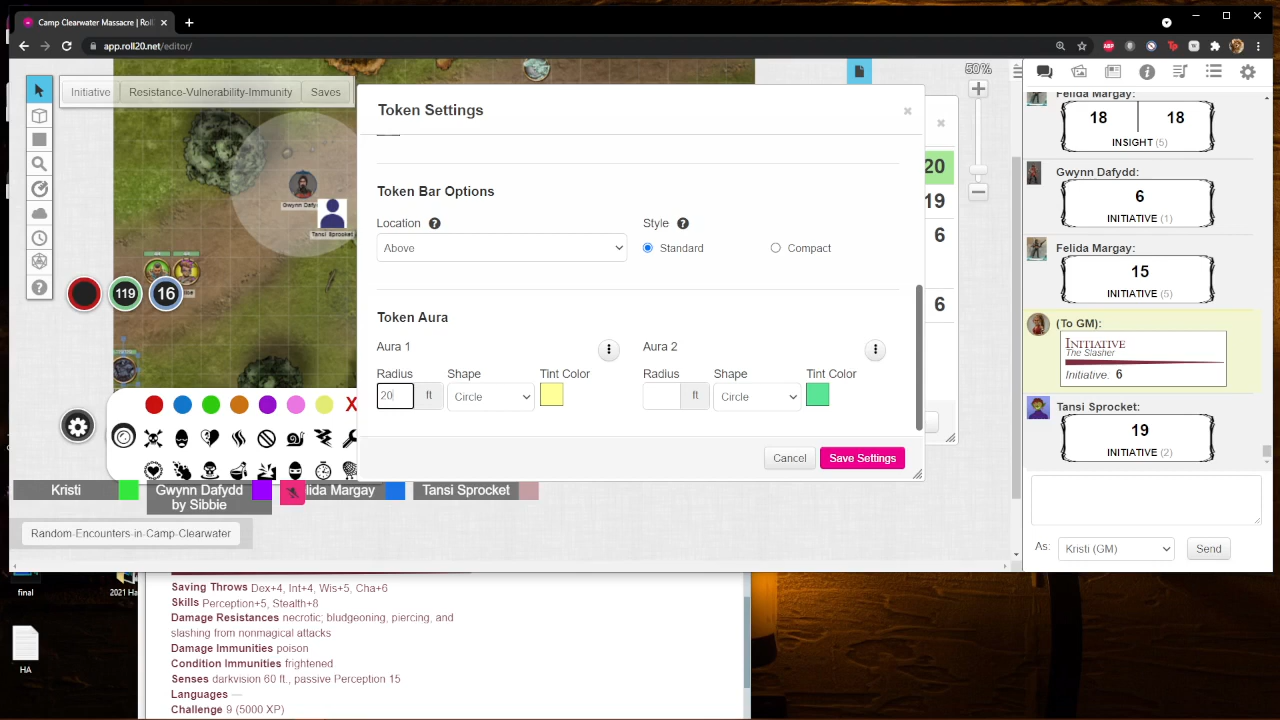 Camp Clearwater Massacre | Roll
app.roll20.net/editor/
ABP
Initiative
Resistance-Vulnerability-Immunity
Saves
50%
Token Settings
Token Bar Options
Location
Style
Above
Standard
Compact
Token Aura
Aura 1
Aura 2
Radius
Shape
Tint Color
Radius
Shape
Tint Color
20
ft
Circle
ft
Circle
Cancel
Save Settings
20
19
6
6
Tansi Sprocket
119
16
X
Kristi
Gwynn Dafydd
by Sibbie
lida Margay
Tansi Sprocket
Random-Encounters-in-Camp-Clearwater
Felida Margay:
18
18
INSIGHT (5)
Gwynn Dafydd:
6
INITIATIVE (1)
Felida Margay:
15
INITIATIVE (5)
(To GM):
INITIATIVE
The Slasher
Initiative. 6
Tansi Sprocket:
19
INITIATIVE (2)
As:
Kristi (GM)
Send
final
2021 Ha
HA
Saving Throws Dex+4, Int+4, Wis+5, Cha+6
Skills Perception+5, Stealth+8
Damage Resistances necrotic; bludgeoning, piercing, and
slashing from nonmagical attacks
Damage Immunities poison
Condition Immunities frightened
Senses darkvision 60 ft., passive Perception 15
Languages —
Challenge 9 (5000 XP)